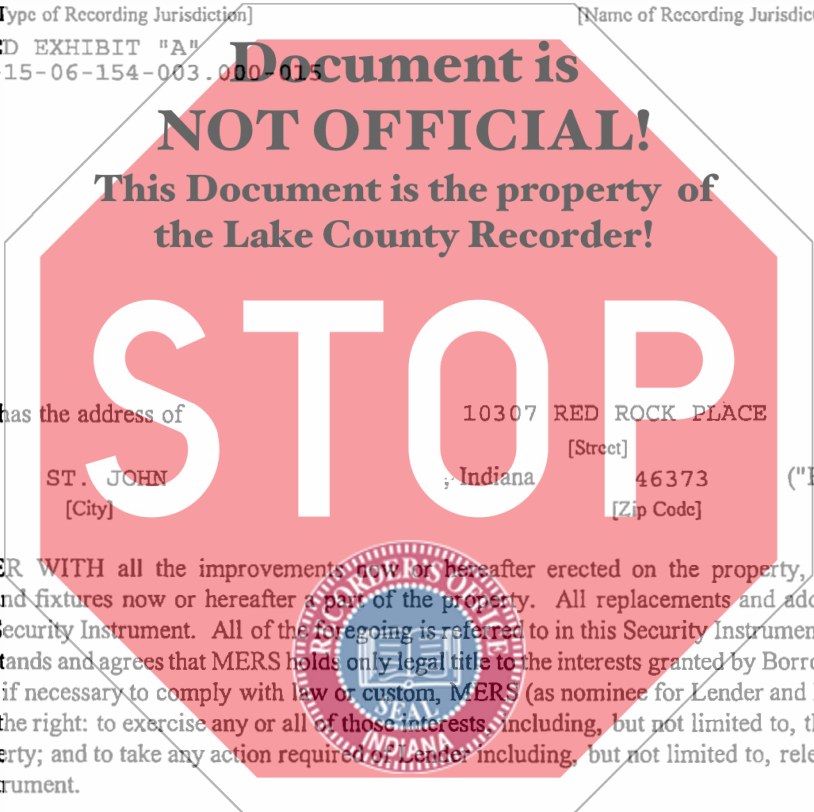 Type of Recording Jurisdiction] [Name of Recording Jurisdic
D EXHIBIT "A"
15-06-154-003.000-015
Document is
NOT OFFICIAL!
This Document is the property of
the Lake County Recorder!
STOP
has the address of 10307 RED ROCK PLACE
[Street]
ST. JOHN , Indiana 46373 ("
[City] [Zip Code]
ER WITH all the improvements now or hereafter erected on the property,
nd fixtures now or hereafter a part of the property. All replacements and add
ecurity Instrument. All of the foregoing is referred to in this Security Instrumen
tands and agrees that MERS holds only legal title to the interests granted by Borro
if necessary to comply with law or custom, MERS (as nominee for Lender and
the right: to exercise any or all of those interests, including, but not limited to, t
erty; and to take any action required of Lender including, but not limited to, rele
rument.
RECORDER'S OFFICE
SEAL
INDIANA